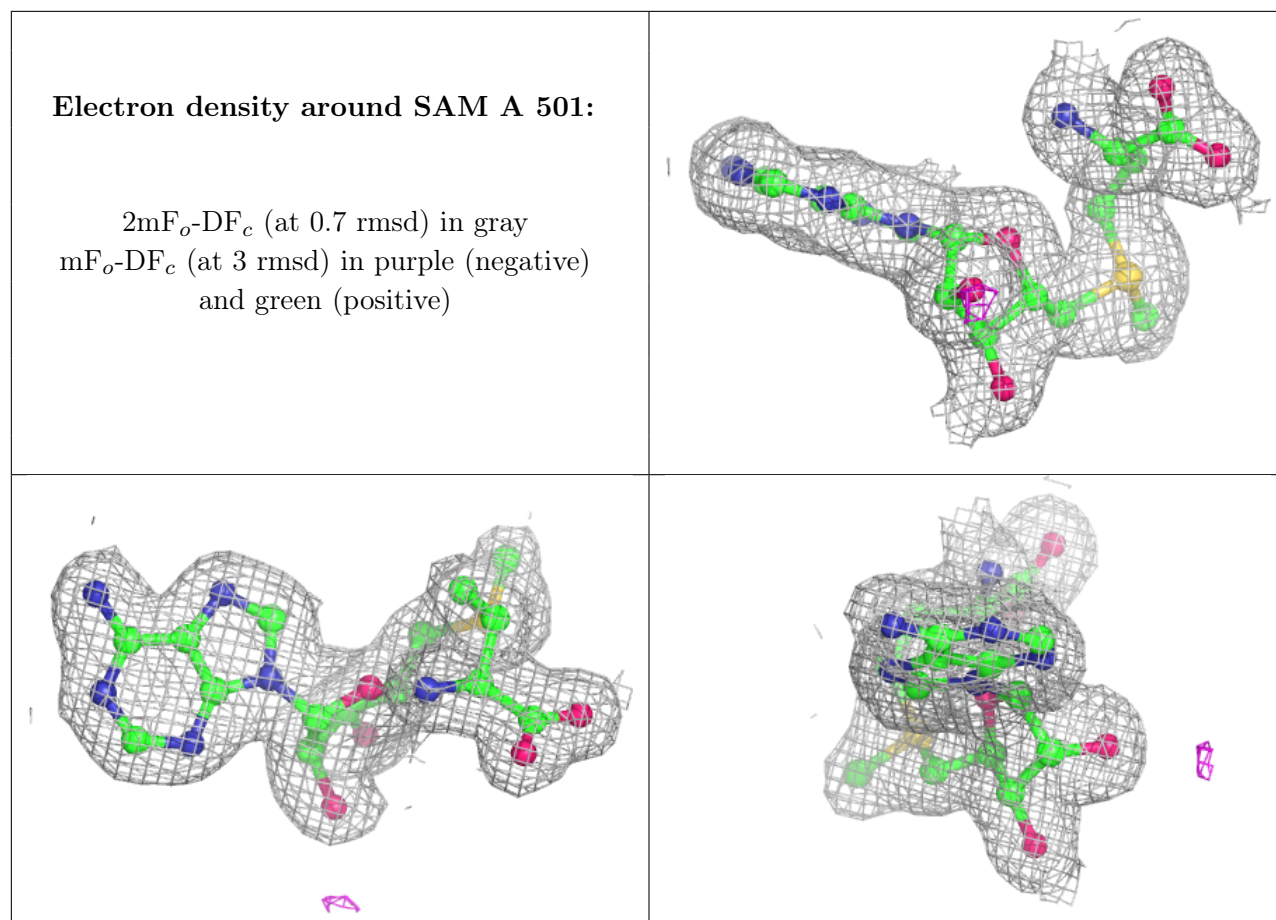 Electron density around SAM A 501:
2mFo-DFc (at 0.7 rmsd) in gray
mFo-DFc (at 3 rmsd) in purple (negative)
and green (positive)